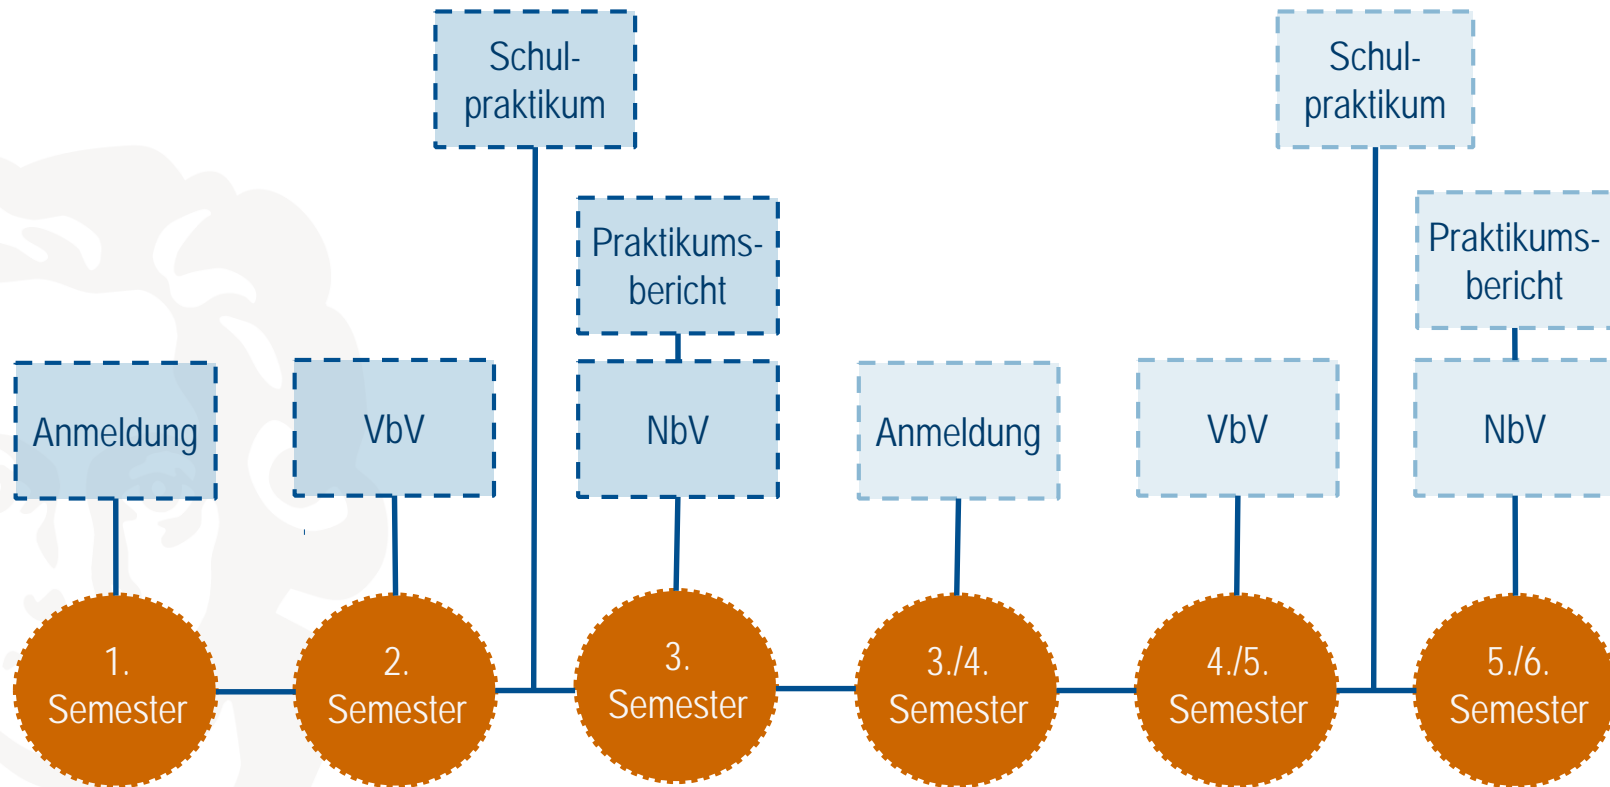 Schul-
praktikum
Schul-
praktikum
Praktikums-
bericht
Praktikums-
bericht
Anmeldung
VbV
NbV
Anmeldung
VbV
NbV
1.
Semester
2.
Semester
3.
Semester
3./4.
Semester
4./5.
Semester
5./6.
Semester